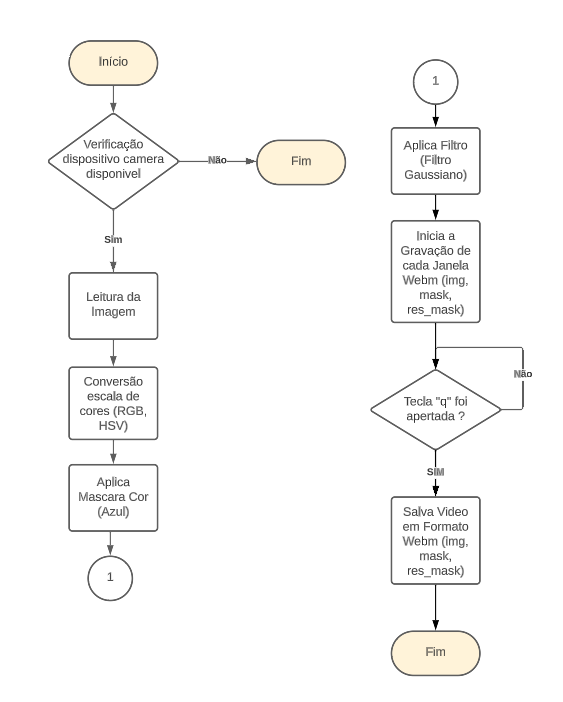 Início
Verificação
dispositivo camera
disponivel
Não
Fim
Sim
Leitura da
Imagem
Conversão
escala de
cores (RGB,
HSV)
Aplica
Mascara Cor
(Azul)
1
1
Aplica Filtro
(Filtro
Gaussiano)
Inicia a
Gravação de
cada Janela
Webm (img,
mask,
res_mask)
Não
Tecla "q" foi
apertada ?
SIM
Salva Video
em Formato
Webm (img,
mask,
res_mask)
Fim